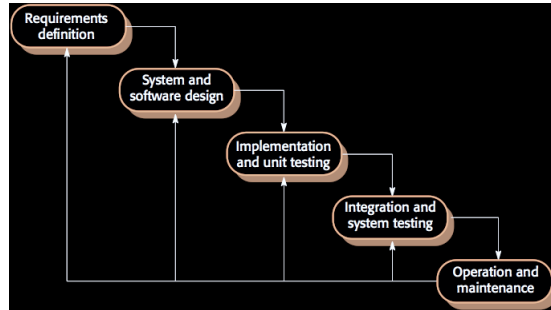 Requirements
definition
System and
software design
Implementation
and unit testing
Integration and
system testing
Operation and
maintenance